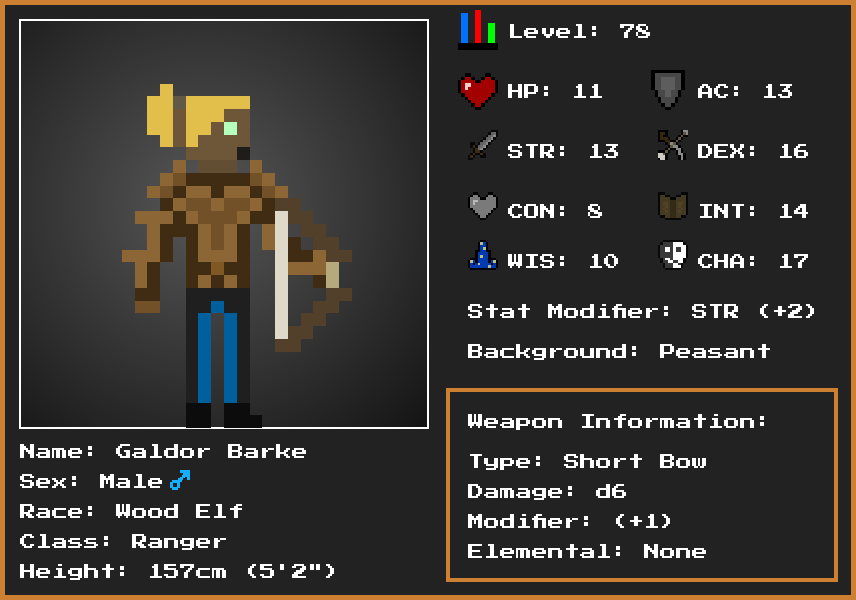 Level: 78
HP: 11 AC: 13
STR: 13 DEX: 16
CON: 8 INT: 14
WIS: 10 CHA: 17
Stat Modifier: STR (+2)
Background: Peasant
Weapon Information:
Type: Short Bow
Damage: d6
Modifier: (+1)
Elemental: None
Name: Galdor Barke
Sex: Male♂
Race: Wood Elf
Class: Ranger
Height: 157cm (5'2")